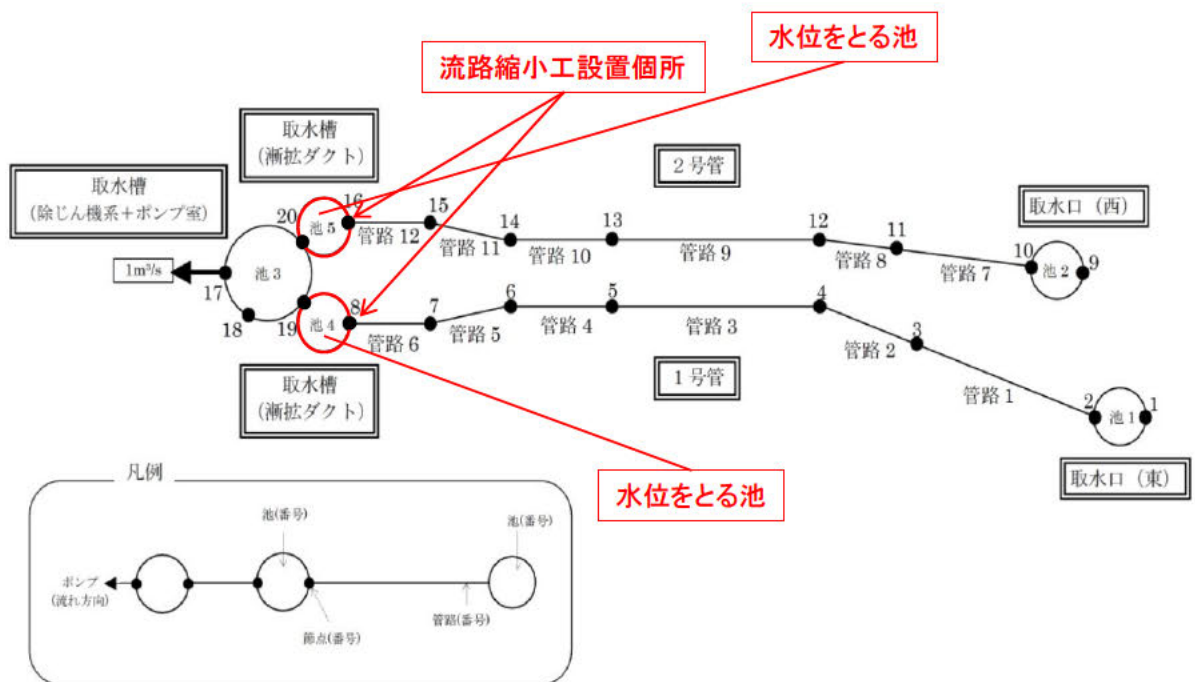 水位をとる池
流路縮小工設置個所
取水槽
(漸拡ダクト)
2号管
取水槽
(除じん機系+ポンプ室)
取水口(西)
20
池5
16
管路12
15
管路11
14
管路10
13
管路9
12
管路8
11
管路7
10
池2
9
1m³/s
17
池3
18
19
池4
8
管路6
7
管路5
6
管路4
5
管路3
4
管路2
3
管路1
2
池1
1
取水槽
(漸拡ダクト)
1号管
取水口(東)
水位をとる池
凡例
池(番号)
池(番号)
ポンプ
(流れ方向)
節点(番号)
管路(番号)